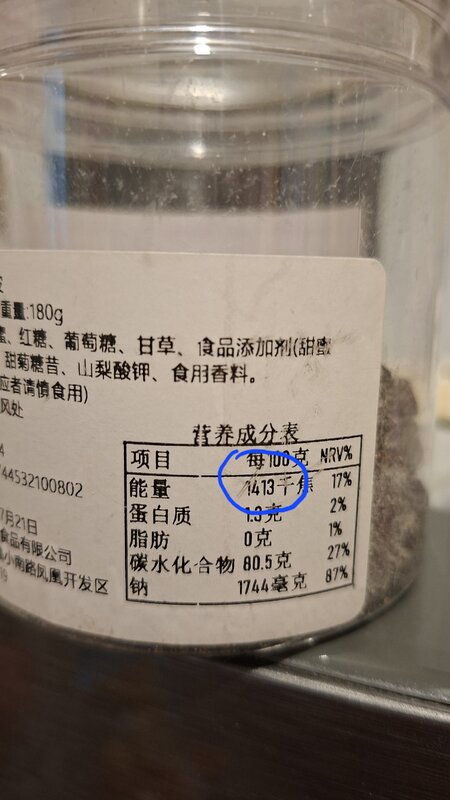 重量:180g
红糖、葡萄糖、甘草、食品添加剂(甜蜜
甜菊糖昔、山梨酸钾、食用香料。
应者请慎食用)
风处
44532100802
7月21日
食品有限公司
小南路凤凰开发区
营养成分表
项目 每100克 NRV%
能量 1413千焦 17%
蛋白质 1.3克 2%
脂肪 0克 1%
碳水化合物 80.5克 27%
钠 1744毫克 87%